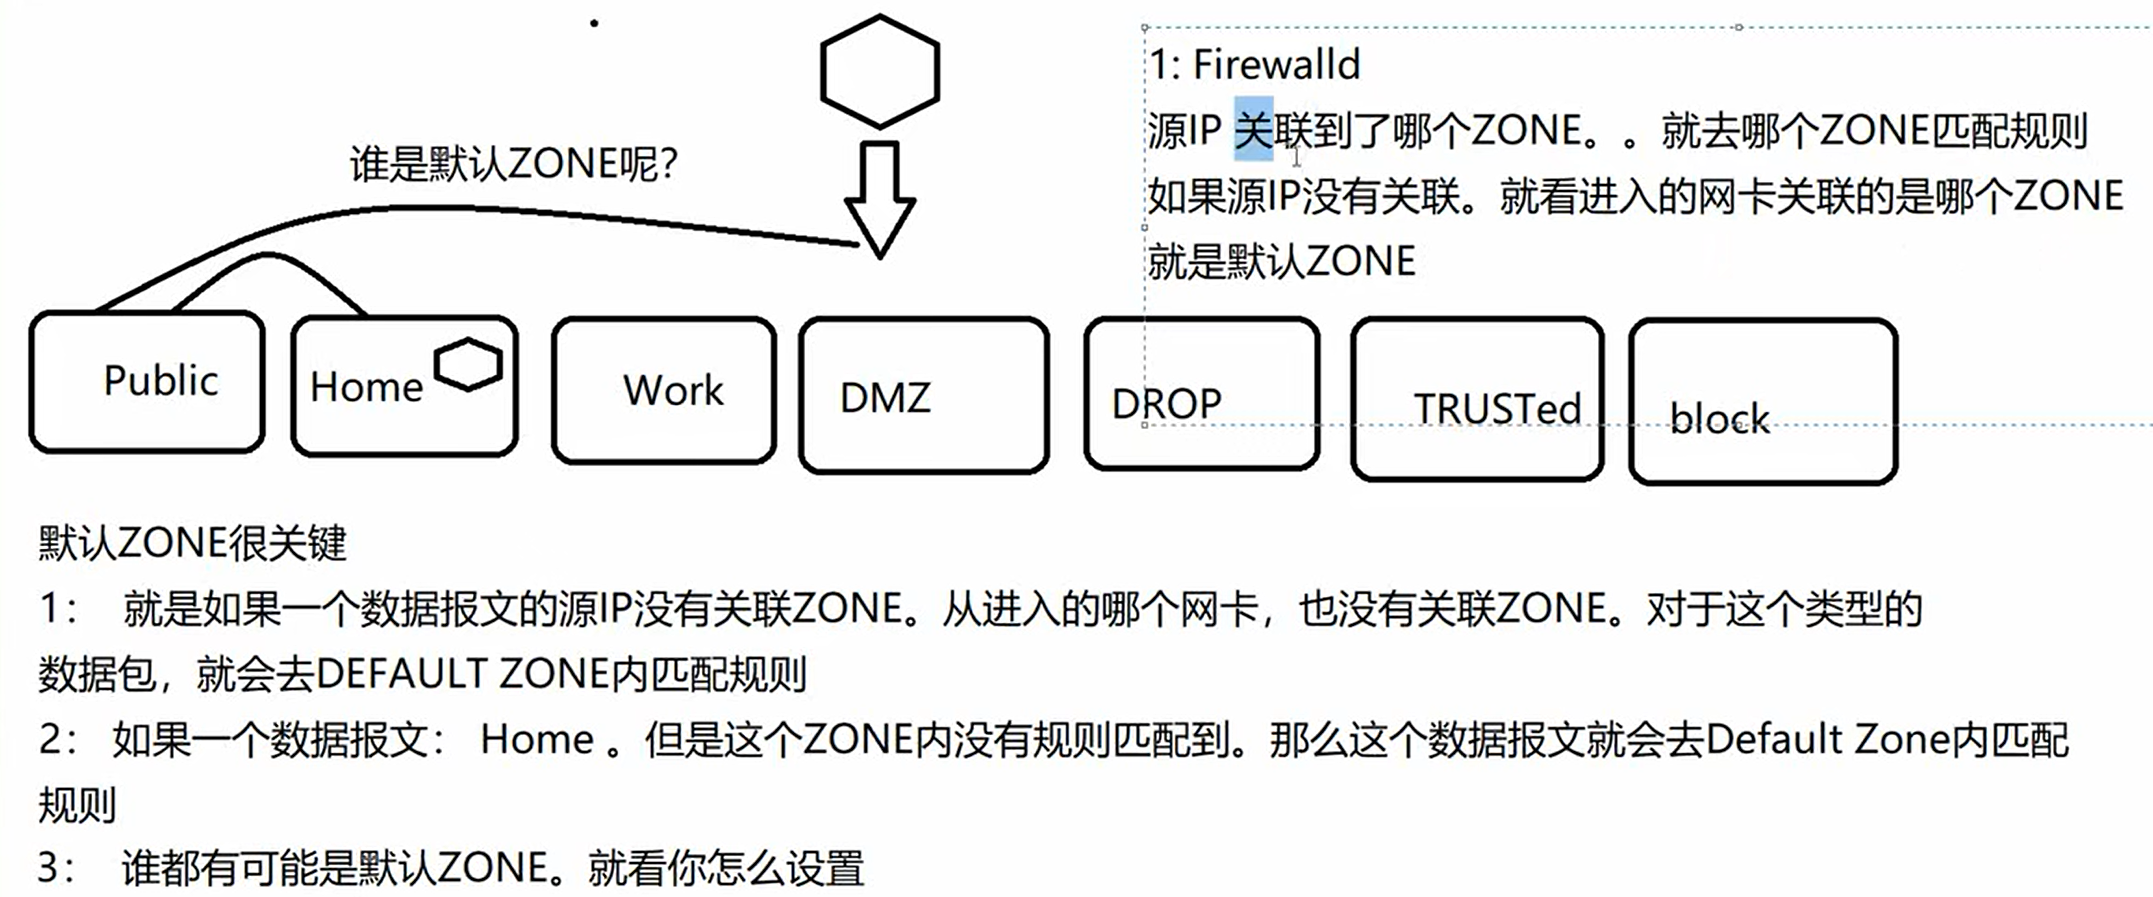 1: Firewalld
源IP 关联到了哪个ZONE。。就去哪个ZONE匹配规则
如果源IP没有关联。就看进入的网卡关联的是哪个ZONE
就是默认ZONE
谁是默认ZONE呢？
Public
Home
Work
DMZ
DROP
TRUSTed
block
默认ZONE很关键
1： 就是如果一个数据报文的源IP没有关联ZONE。从进入的哪个网卡，也没有关联ZONE。对于这个类型的
数据包，就会去DEFAULT ZONE内匹配规则
2： 如果一个数据报文： Home 。但是这个ZONE内没有规则匹配到。那么这个数据报文就会去Default Zone内匹配
规则
3： 谁都有可能是默认ZONE。就看你怎么设置